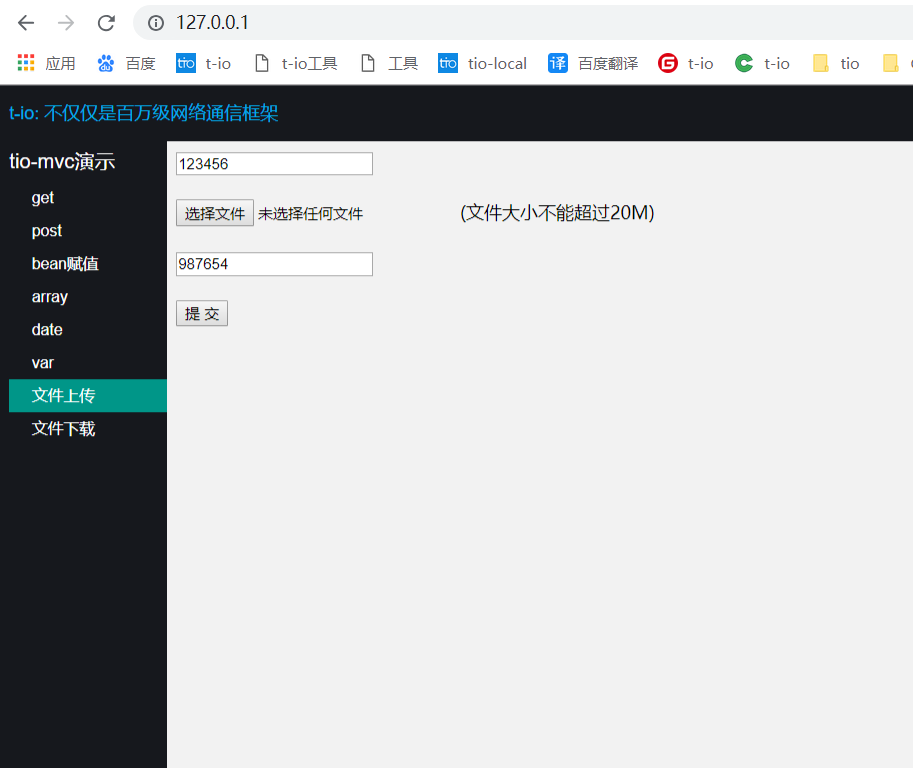 127.0.0.1
应用 百度 tio t-io t-io工具 工具 tio tio-local 译 百度翻译 G t-io C t-io tio
t-io: 不仅仅是百万级网络通信框架
tio-mvc演示
get
post
bean赋值
array
date
var
文件上传
文件下载
123456
选择文件 未选择任何文件 (文件大小不能超过20M)
987654
提 交